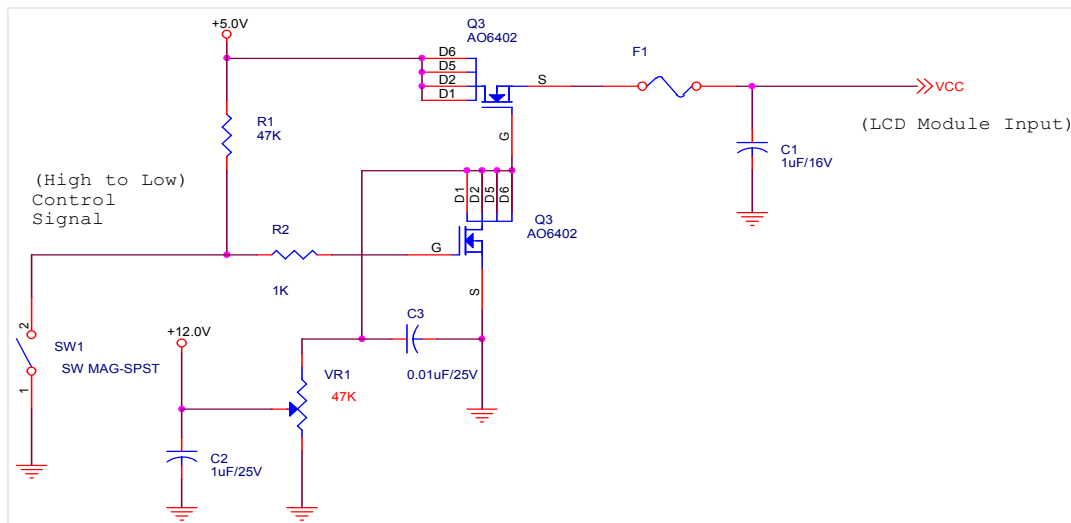 +5.0V
Q3
AO6402
D6
D5
D2
D1
S
F1
VCC
(LCD Module Input)
R1
47K
G
C1
1uF/16V
(High to Low)
Control
Signal
D1
D2
D5
D6
Q3
AO6402
R2
G
1K
S
C3
2
+12.0V
SW1
SW MAG-SPST
0.01uF/25V
VR1
47K
1
C2
1uF/25V